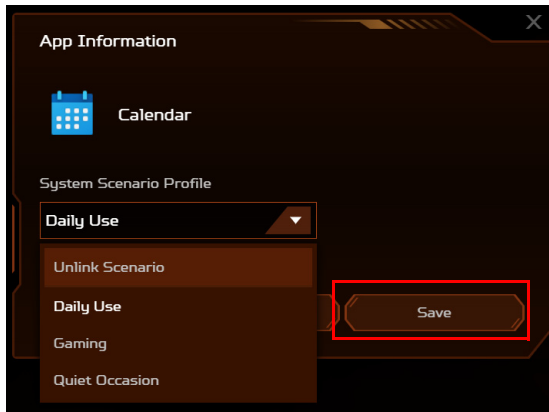 X
App Information
Calendar
System Scenario Profile
Daily Use
Unlink Scenario
Daily Use
Gaming
Quiet Occasion
Save